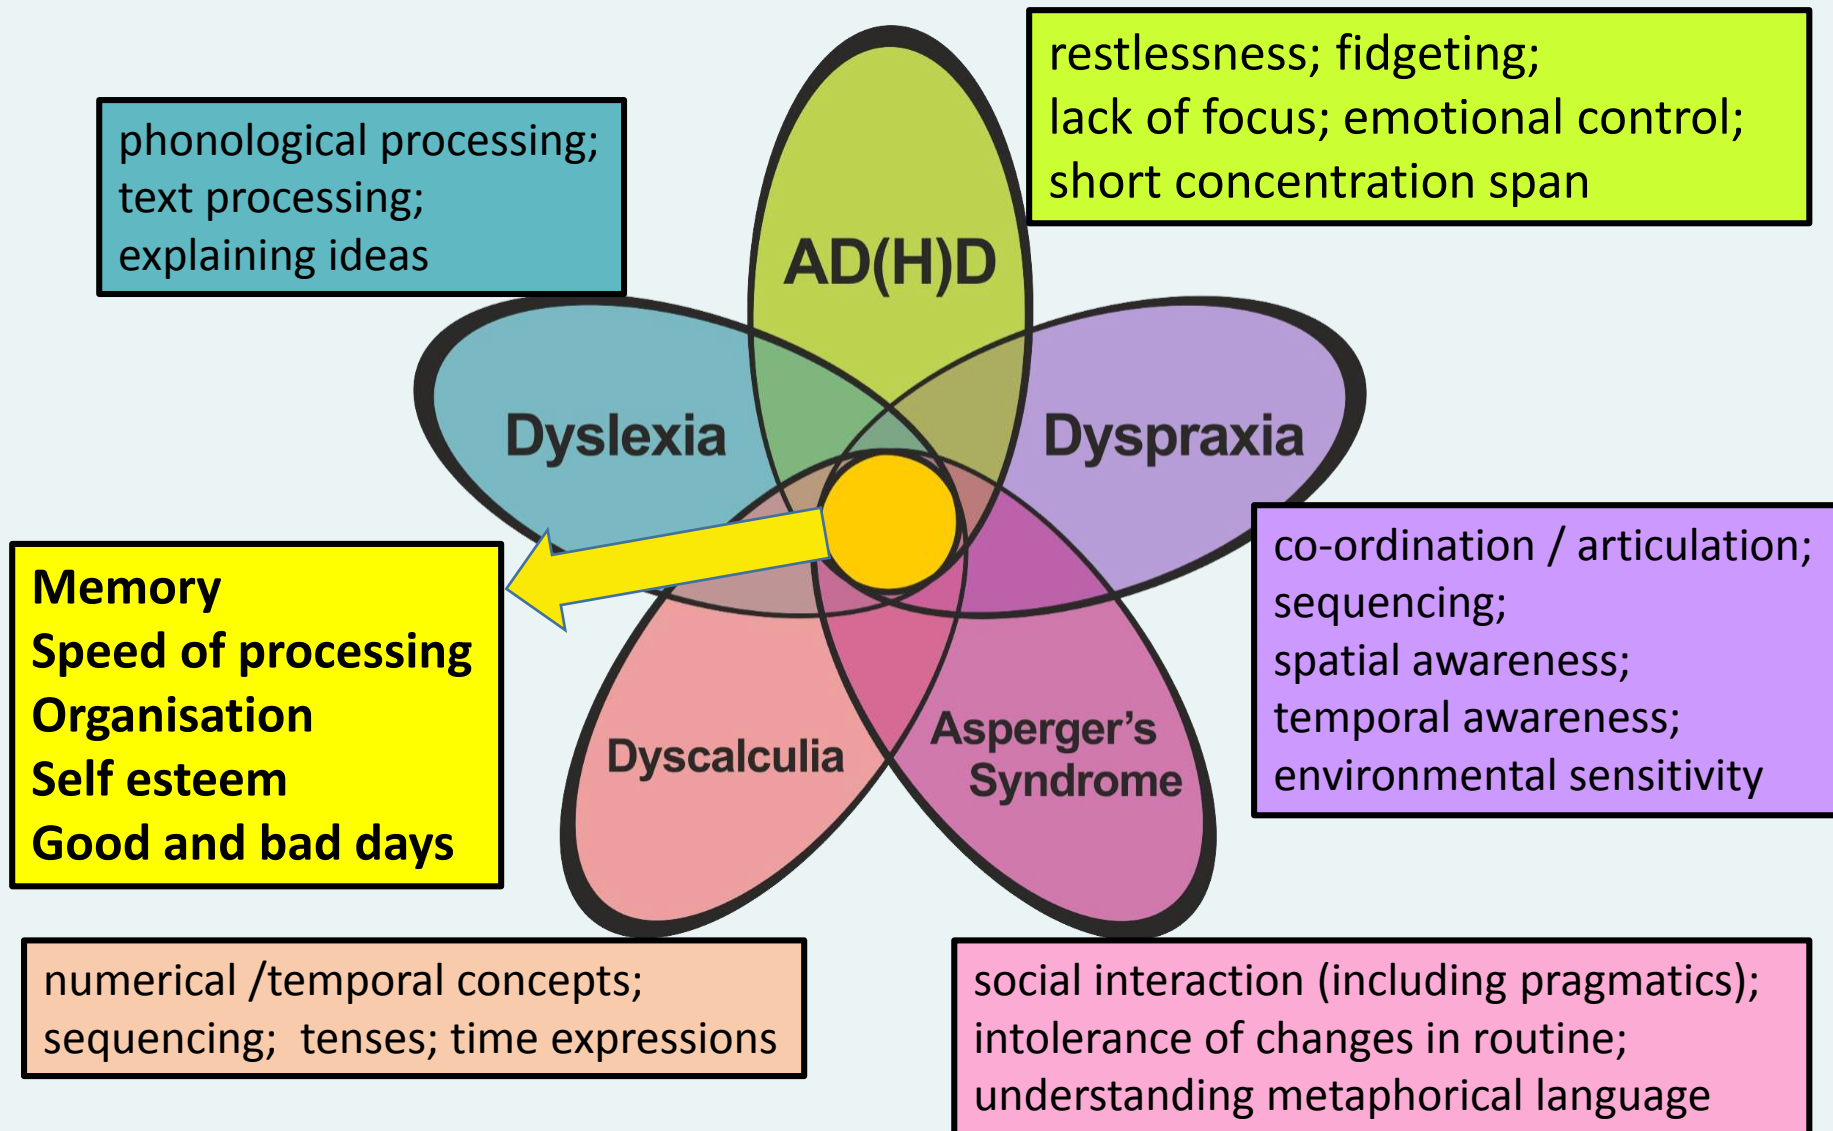 restlessness; fidgeting;
lack of focus; emotional control;
short concentration span
phonological processing;
text processing;
explaining ideas
AD(H)D
Dyslexia
Dyspraxia
co-ordination / articulation;
sequencing;
spatial awareness;
temporal awareness;
environmental sensitivity
Memory
Speed of processing
Organisation
Self esteem
Good and bad days
Dyscalculia
Asperger's
Syndrome
numerical /temporal concepts;
sequencing;  tenses; time expressions
social interaction (including pragmatics);
intolerance of changes in routine;
understanding metaphorical language